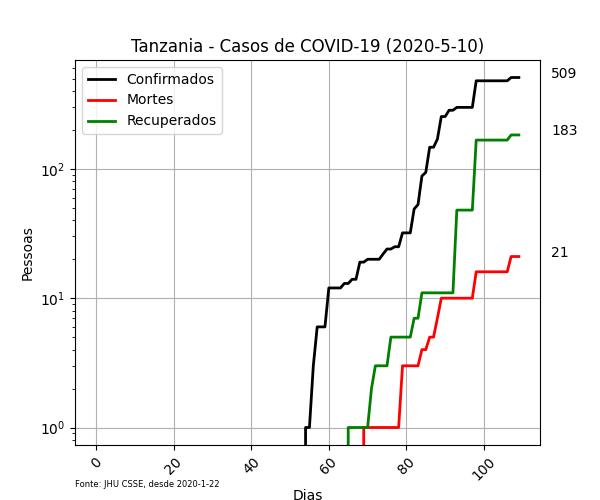 Tanzania - Casos de COVID-19 (2020-5-10)
Confirmados
Mortes
Recuperados
509
183
21
10²
10¹
10⁰
Pessoas
0
20
40
60
80
100
Fonte: JHU CSSE, desde 2020-1-22
Dias